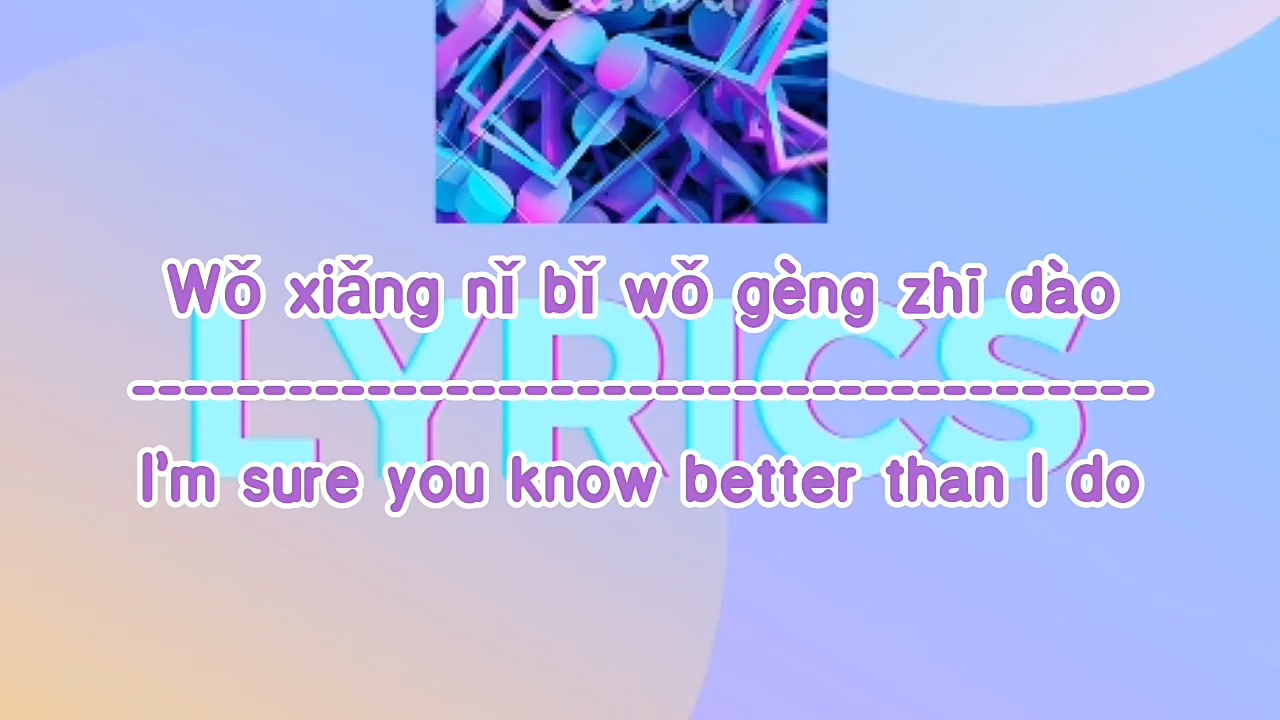 Wǒ xiǎng nǐ bǐ wǒ gèng zhī dào
LYRICS
---------------------------------------
I'm sure you know better than I do